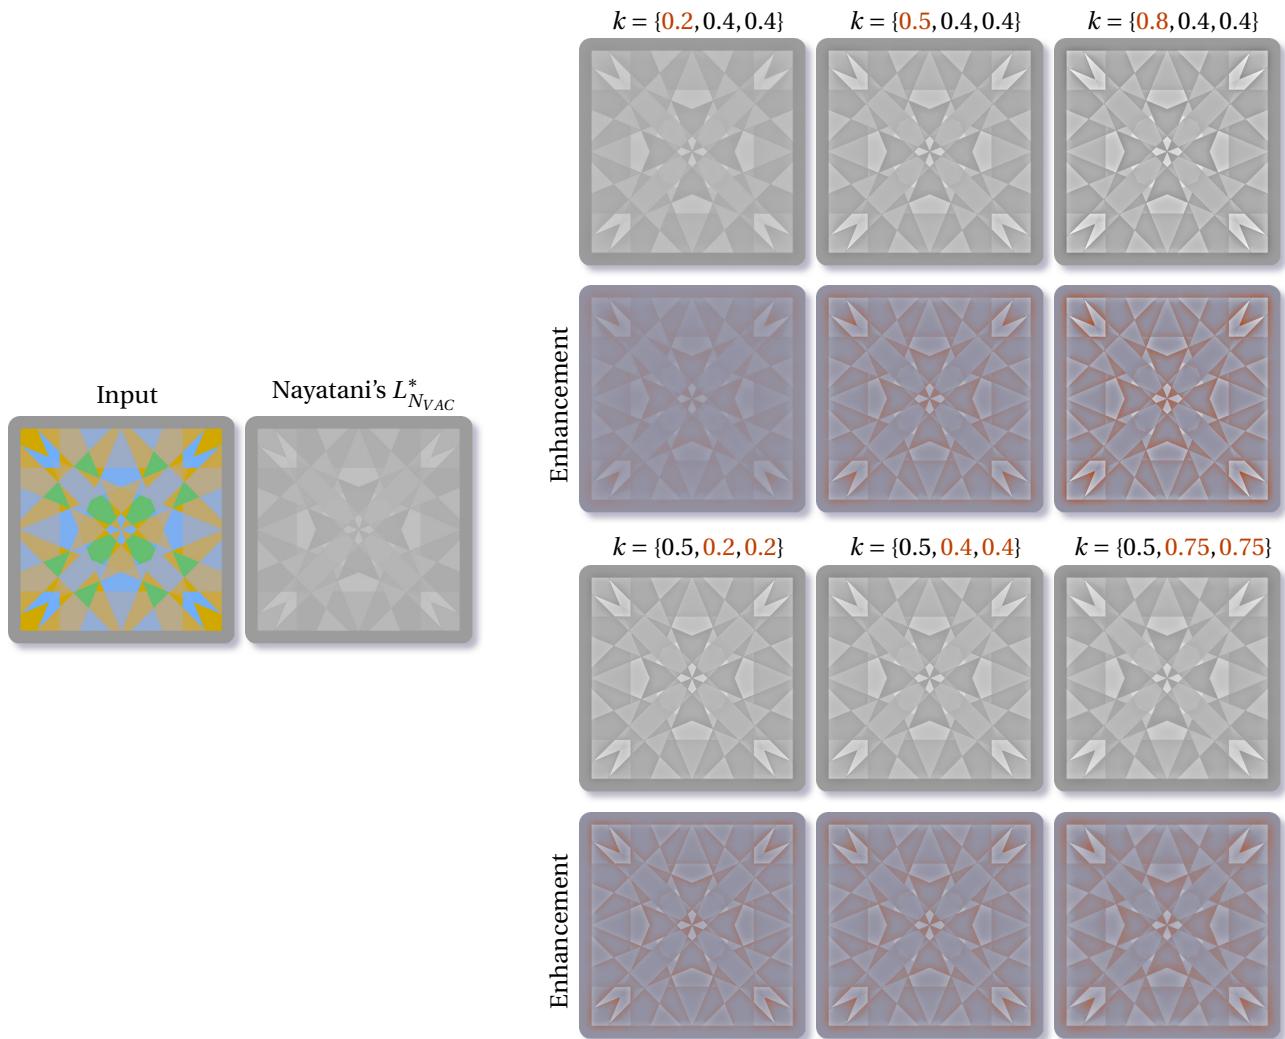 k = {0.2, 0.4, 0.4}
k = {0.5, 0.4, 0.4}
k = {0.8, 0.4, 0.4}
Enhancement
Input
Nayatani's L*_{N_{VAC}}
k = {0.5, 0.2, 0.2}
k = {0.5, 0.4, 0.4}
k = {0.5, 0.75, 0.75}
Enhancement